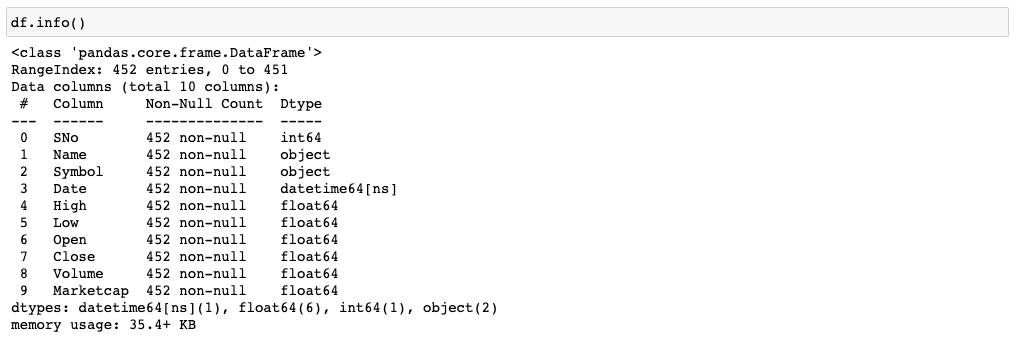 df.info()
<class 'pandas.core.frame.DataFrame'>
RangeIndex: 452 entries, 0 to 451
Data columns (total 10 columns):
 #   Column     Non-Null Count  Dtype
---  ------     --------------  -----
 0   SNo        452 non-null    int64
 1   Name       452 non-null    object
 2   Symbol     452 non-null    object
 3   Date       452 non-null    datetime64[ns]
 4   High       452 non-null    float64
 5   Low        452 non-null    float64
 6   Open       452 non-null    float64
 7   Close      452 non-null    float64
 8   Volume     452 non-null    float64
 9   Marketcap  452 non-null    float64
dtypes: datetime64[ns](1), float64(6), int64(1), object(2)
memory usage: 35.4+ KB